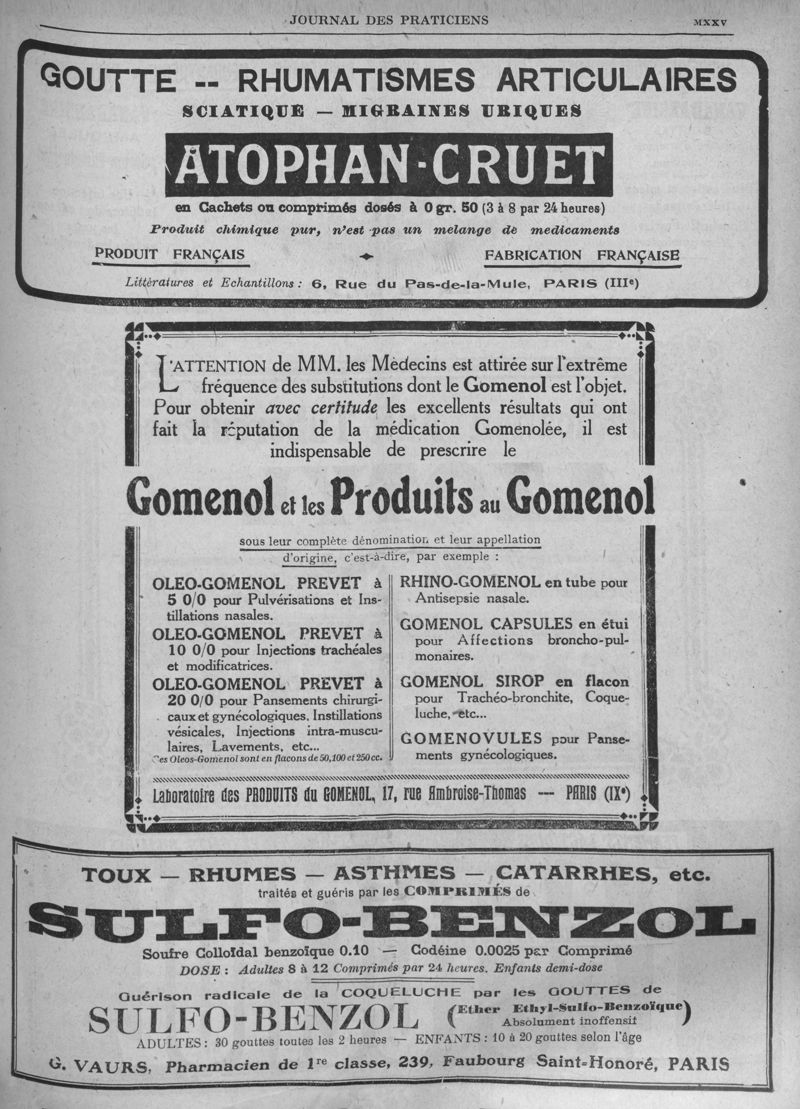 JOURNAL DES PRATICIENS
MXXV
GOUTTE -- RHUMATISMES ARTICULAIRES
SCIATIQUE — MIGRAINES URIQUES
ATOPHAN-CRUET
en Cachets ou comprimés dosés à 0 gr. 50 (3 à 8 par 24 heures)
Produit chimique pur, n'est pas un melange de medicaments
PRODUIT FRANÇAIS
FABRICATION FRANÇAISE
Littèratures et Echantillons : 6, Rue du Pas-de-la-Mule, PARIS (IIIe)
L'ATTENTION de MM. les Mèdecins est attirée sur l'extrême
fréquence des substitutions dont le Gomenol est l'objet.
Pour obtenir avec certitude les excellents résultats qui ont
fait la réputation de la médication Gomenolée, il est
indispensable de prescrire le
Gomenol et les Produits au Gomenol
sous leur complète dénomination et leur appellation
d'origine, c'est-à-dire, par exemple :
OLEO-GOMENOL PREVET à
5 0/0 pour Pulvérisations et Ins-
tillations nasales.
OLEO-GOMENOL PREVET à
10 0/0 pour Injections trachéales
et modificatrices.
OLEO-GOMENOL PREVET à
20 0/0 pour Pansements chirurgi-
caux et gynécologiques, Instillations
vésicales, Injections intra-muscu-
laires, Lavements, etc...
Ces Oleos-Gomenol sont en flacons de 50, 100 et 250 cc.
RHINO-GOMENOL en tube pour
Antisepsie nasale.
GOMENOL CAPSULES en étui
pour Affections broncho-pul-
monaires.
GOMENOL SIROP en flacon
pour Trachéo-bronchite, Coque-
luche, etc...
GOMENOVULES pour Panse-
ments gynécologiques.
Laboratoire des PRODUITS du GOMENOL, 17, rue Ambroise-Thomas — PARIS (IXe)
TOUX — RHUMES — ASTHMES — CATARRHES, etc.
traités et guéris par les COMPRIMÉS de
SULFO-BENZOL
Soufre Colloïdal benzoïque 0.10 — Codéine 0.0025 par Comprimé
DOSE : Adultes 8 à 12 Comprimés par 24 heures. Enfants demi-dose
Guérison radicale de la COQUELUCHE par les GOUTTES de
SULFO-BENZOL (Ether Ethyl-Sulfo-Benzoïque)
Absolument inoffensif
ADULTES : 30 gouttes toutes les 2 heures — ENFANTS : 10 à 20 gouttes selon l'âge
G. VAURS, Pharmacien de 1re classe, 239, Faubourg Saint-Honoré, PARIS